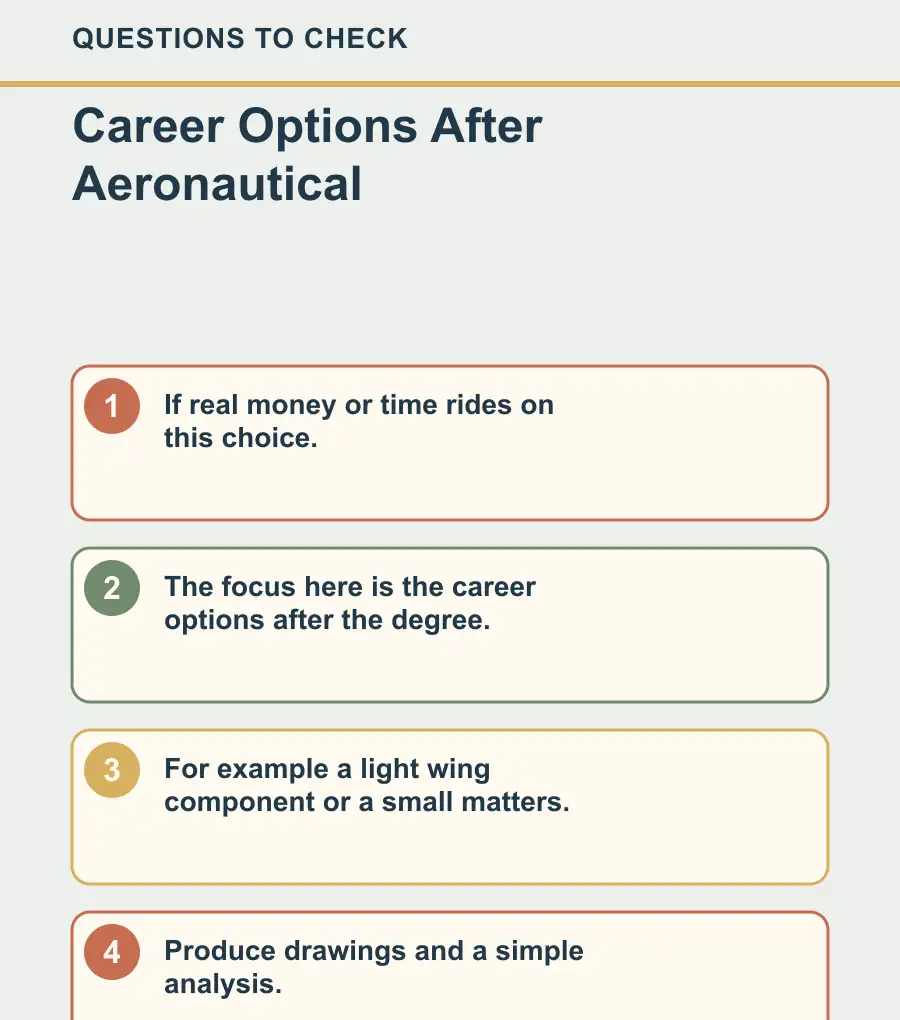 QUESTIONS TO CHECK
Career Options After
Aeronautical
1
If real money or time rides on
this choice.
2
The focus here is the career
options after the degree.
3
For example a light wing
component or a small matters.
4
Produce drawings and a simple
analysis.